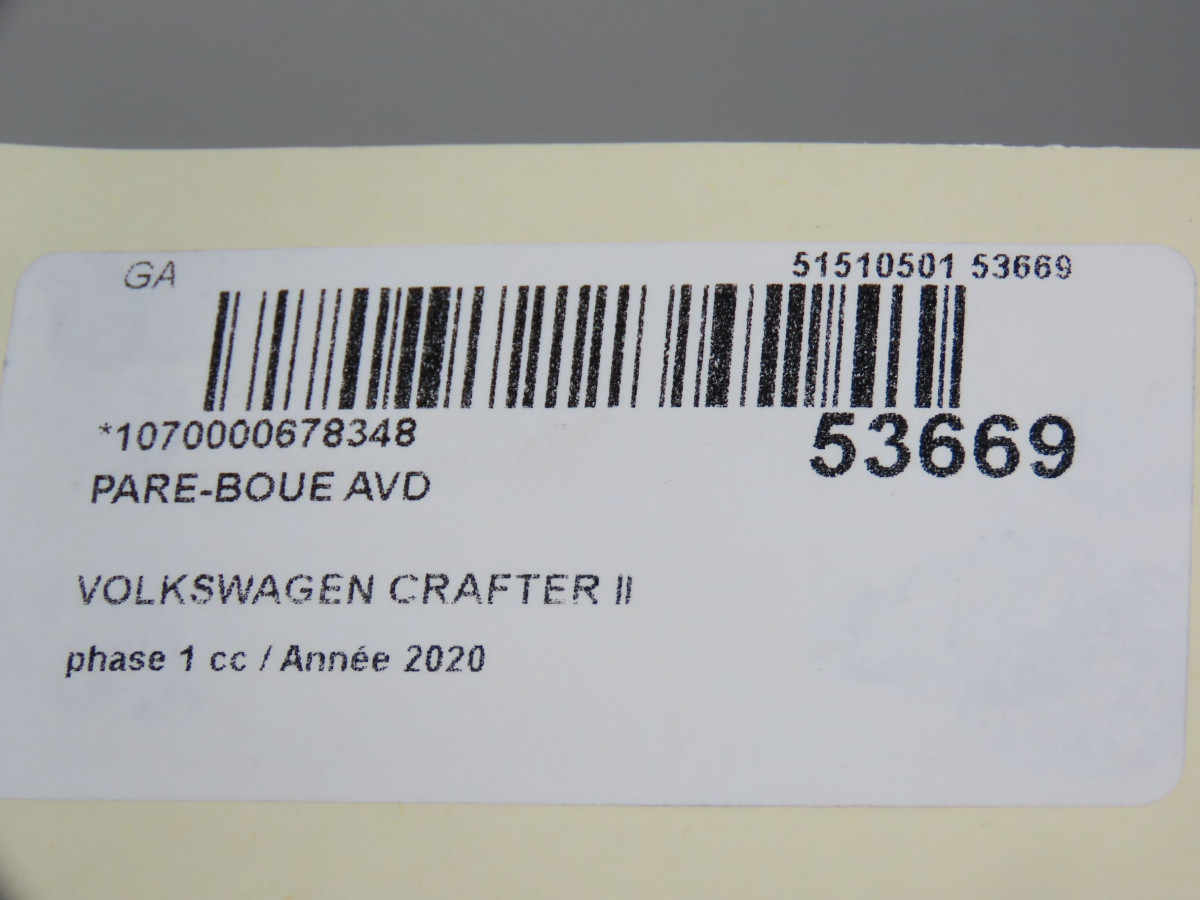 GA
51510501 53669
*1070000678348
53669
PARE-BOUE AVD
VOLKSWAGEN CRAFTER II
phase 1 cc / Année 2020